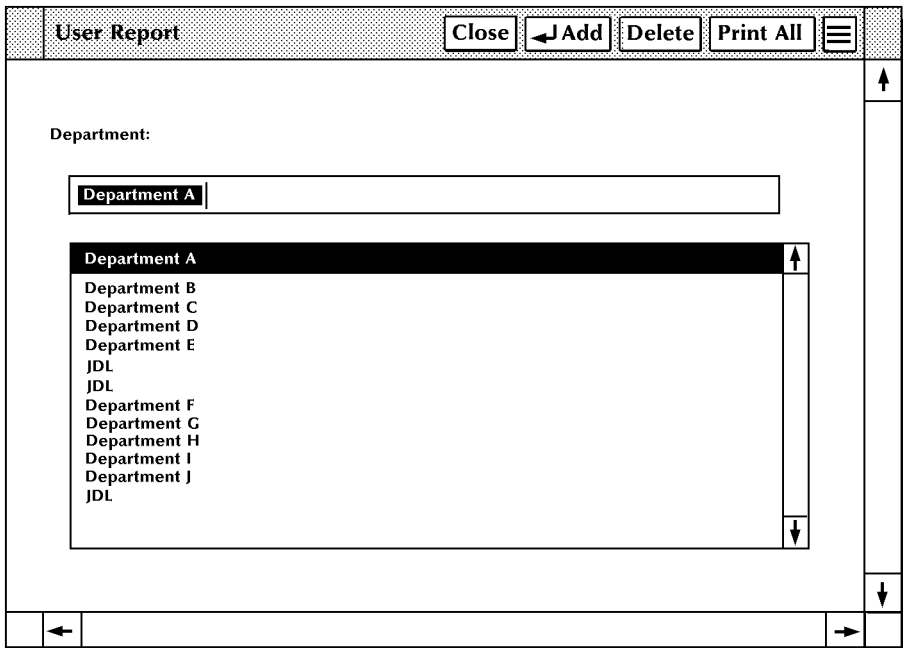 User Report Close Add Delete Print All
Department:
Department A
Department A
Department B
Department C
Department D
Department E
JDL
JDL
Department F
Department G
Department H
Department I
Department J
JDL